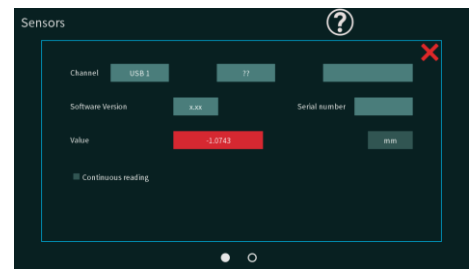 Sensors ?
Channel USB 1 ??
Software Version x.xx Serial number
Value -1.0743 mm
Continuous reading